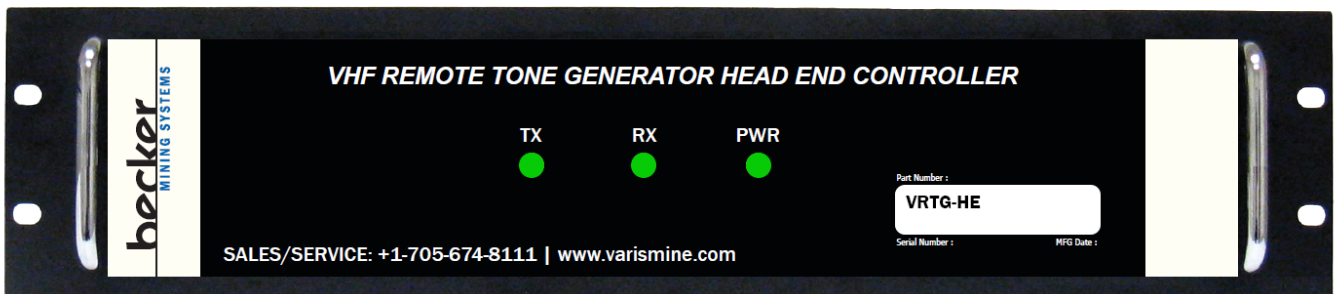 becker
MINING SYSTEMS
VHF REMOTE TONE GENERATOR HEAD END CONTROLLER
TX RX PWR
Part Number :
VRTG-HE
Serial Number : MFG Date :
SALES/SERVICE: +1-705-674-8111 | www.varismine.com